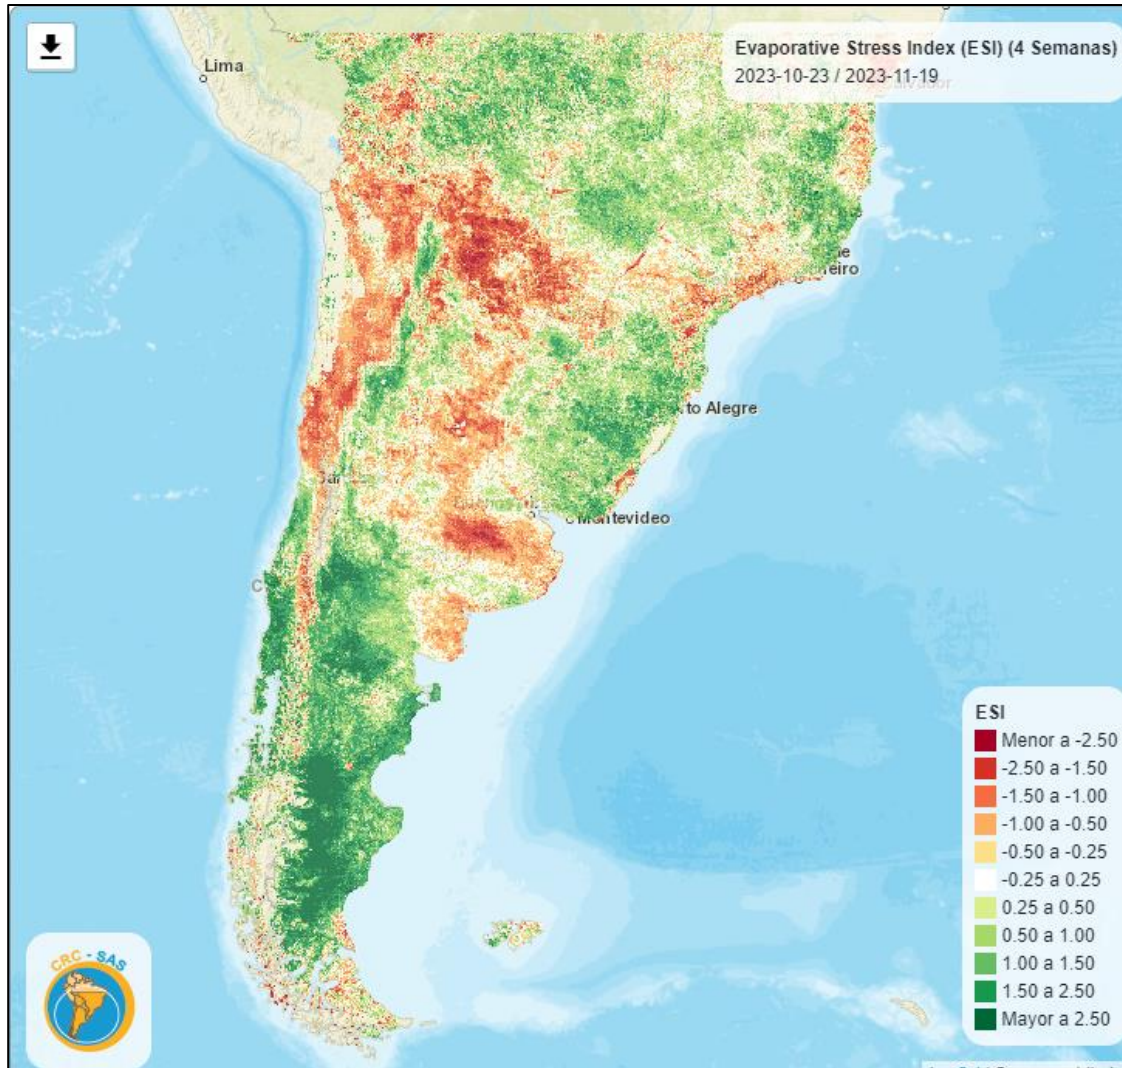 Lima
Evaporative Stress Index (ESI) (4 Semanas)
2023-10-23 / 2023-11-19
Montevideo
to Alegre
ESI
Menor a -2.50
-2.50 a -1.50
-1.50 a -1.00
-1.00 a -0.50
-0.50 a -0.25
-0.25 a 0.25
0.25 a 0.50
0.50 a 1.00
1.00 a 1.50
1.50 a 2.50
Mayor a 2.50
CRC - SAS